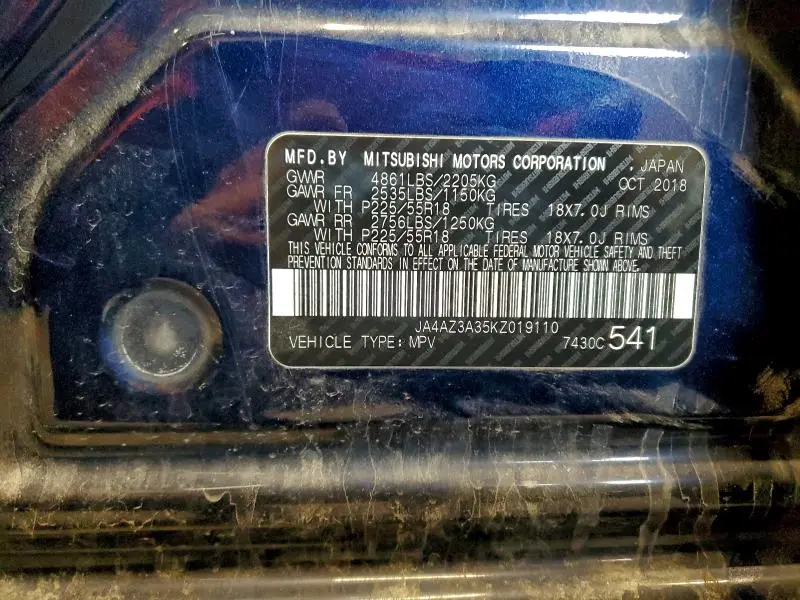 MFD.BY MITSUBISHI MOTORS CORPORATION , JAPAN
GVWR 4861LBS/2205KG OCT 2018
GAWR FR 2535LBS/1150KG
WITH P225/55R18 TIRES 18X7.0J RIMS
GAWR RR 2756LBS/1250KG
WITH P225/55R18 TIRES 18X7.0J RIMS
THIS VEHICLE CONFORMS TO ALL APPLICABLE FEDERAL MOTOR VEHICLE SAFETY AND THEFT
PREVENTION STANDARDS IN EFFECT ON THE DATE OF MANUFACTURE SHOWN ABOVE.
JA4AZ3A35KZ019110
VEHICLE TYPE: MPV 7430C 541